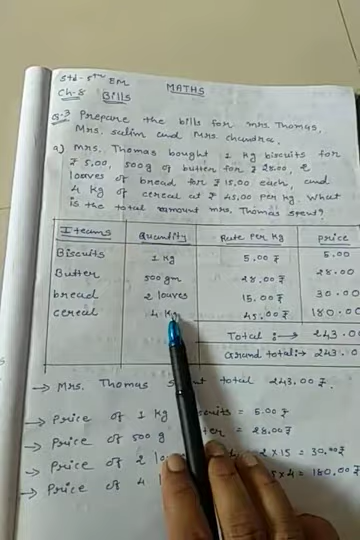 Std-5th EM
Ch-8 Bills MATHS
Q-3 Prepare the bills for mrs Thomas,
Mrs. salim and Mrs chandra.
a) Mrs. Thomas bought 1 kg biscuits for
₹ 5.00, 500g of butter for ₹ 28.00, 2
loaves of bread for ₹ 15.00 each, and
4 kg of cereal at ₹ 45.00 per kg. What
is the total amount mrs. Thomas spent?
Iteams Quantity Rate per kg price
Biscuits 1 kg 5.00 ₹ 5.00
Butter 500 gm 28.00 ₹ 28.00
bread 2 loaves 15.00 ₹ 30.00
cereal 4 kg 45.00 ₹ 180.00
Total :→ 243.00
Grand total:→ 243.0
→ Mrs. Thomas total 243.00 ₹.
→ Price of 1 kg = 5.00 ₹
→ Price of 500 g = 28.00 ₹
→ Price of 2 = 2 x 15 = 30.00 ₹
→ Price of 4 5 x 4 = 180.00 ₹